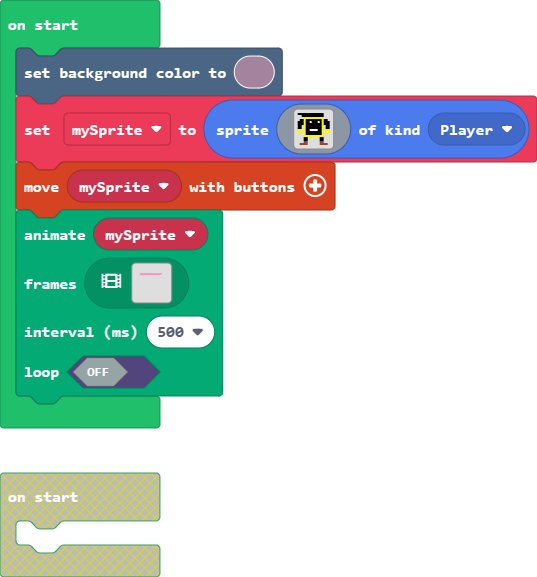 on start
set background color to
set mySprite to sprite of kind Player
move mySprite with buttons
animate mySprite
frames
interval (ms) 500
loop OFF
on start